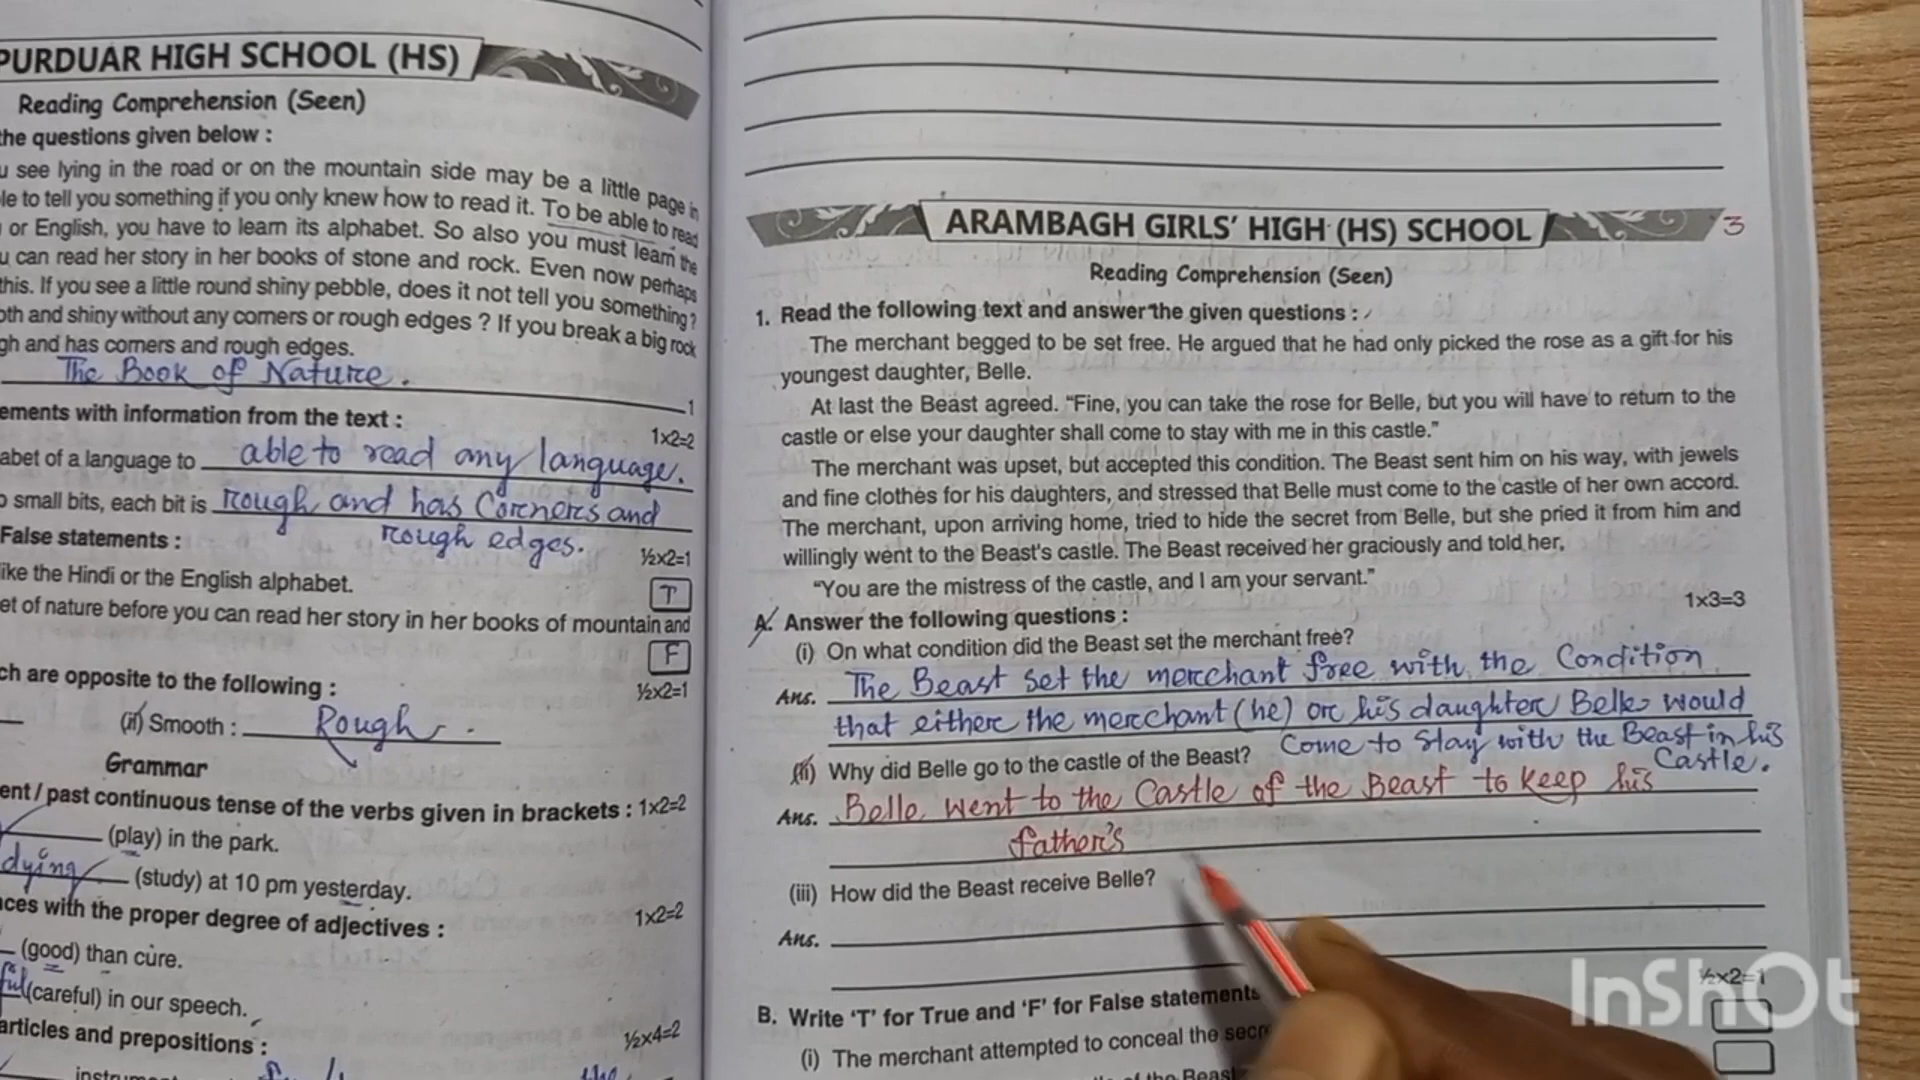 PURDUAR HIGH SCHOOL (HS)
Reading Comprehension (Seen)
the questions given below :
u see lying in the road or on the mountain side may be a little page in
le to tell you something if you only knew how to read it. To be able to read
or English, you have to learn its alphabet. So also you must learn the
u can read her story in her books of stone and rock. Even now perhaps
this. If you see a little round shiny pebble, does it not tell you something?
oth and shiny without any corners or rough edges ? If you break a big rock
gh and has corners and rough edges.
The Book of Nature.
1
ements with information from the text :
1x2=2
abet of a language to able to read any language.
o small bits, each bit is rough and has Corners and
rough edges.
False statements :
½x2=1
ike the Hindi or the English alphabet.
T
et of nature before you can read her story in her books of mountain and
F
ch are opposite to the following :
½x2=1
(ii) Smooth : Rough.
Grammar
ent / past continuous tense of the verbs given in brackets : 1x2=2
(play) in the park.
dying (study) at 10 pm yesterday.
ces with the proper degree of adjectives :
1x2=2
(good) than cure.
ful (careful) in our speech.
articles and prepositions :
½x4=2
instrum
the
ARAMBAGH GIRLS' HIGH (HS) SCHOOL
3
Reading Comprehension (Seen)
1. Read the following text and answer the given questions :
The merchant begged to be set free. He argued that he had only picked the rose as a gift for his
youngest daughter, Belle.
At last the Beast agreed. “Fine, you can take the rose for Belle, but you will have to return to the
castle or else your daughter shall come to stay with me in this castle.”
The merchant was upset, but accepted this condition. The Beast sent him on his way, with jewels
and fine clothes for his daughters, and stressed that Belle must come to the castle of her own accord.
The merchant, upon arriving home, tried to hide the secret from Belle, but she pried it from him and
willingly went to the Beast's castle. The Beast received her graciously and told her,
“You are the mistress of the castle, and I am your servant.”
A. Answer the following questions :
1x3=3
(i) On what condition did the Beast set the merchant free?
Ans. The Beast set the merchant free with the Condition
that either the merchant (he) or his daughter Belle would
Come to stay with the Beast in his
Castle.
(ii) Why did Belle go to the castle of the Beast?
Ans. Belle went to the Castle of the Beast to keep his
father's
(iii) How did the Beast receive Belle?
Ans.
½x2=1
B. Write ‘T’ for True and ‘F’ for False statements
(i) The merchant attempted to conceal the secr
of the Beast
InShOt